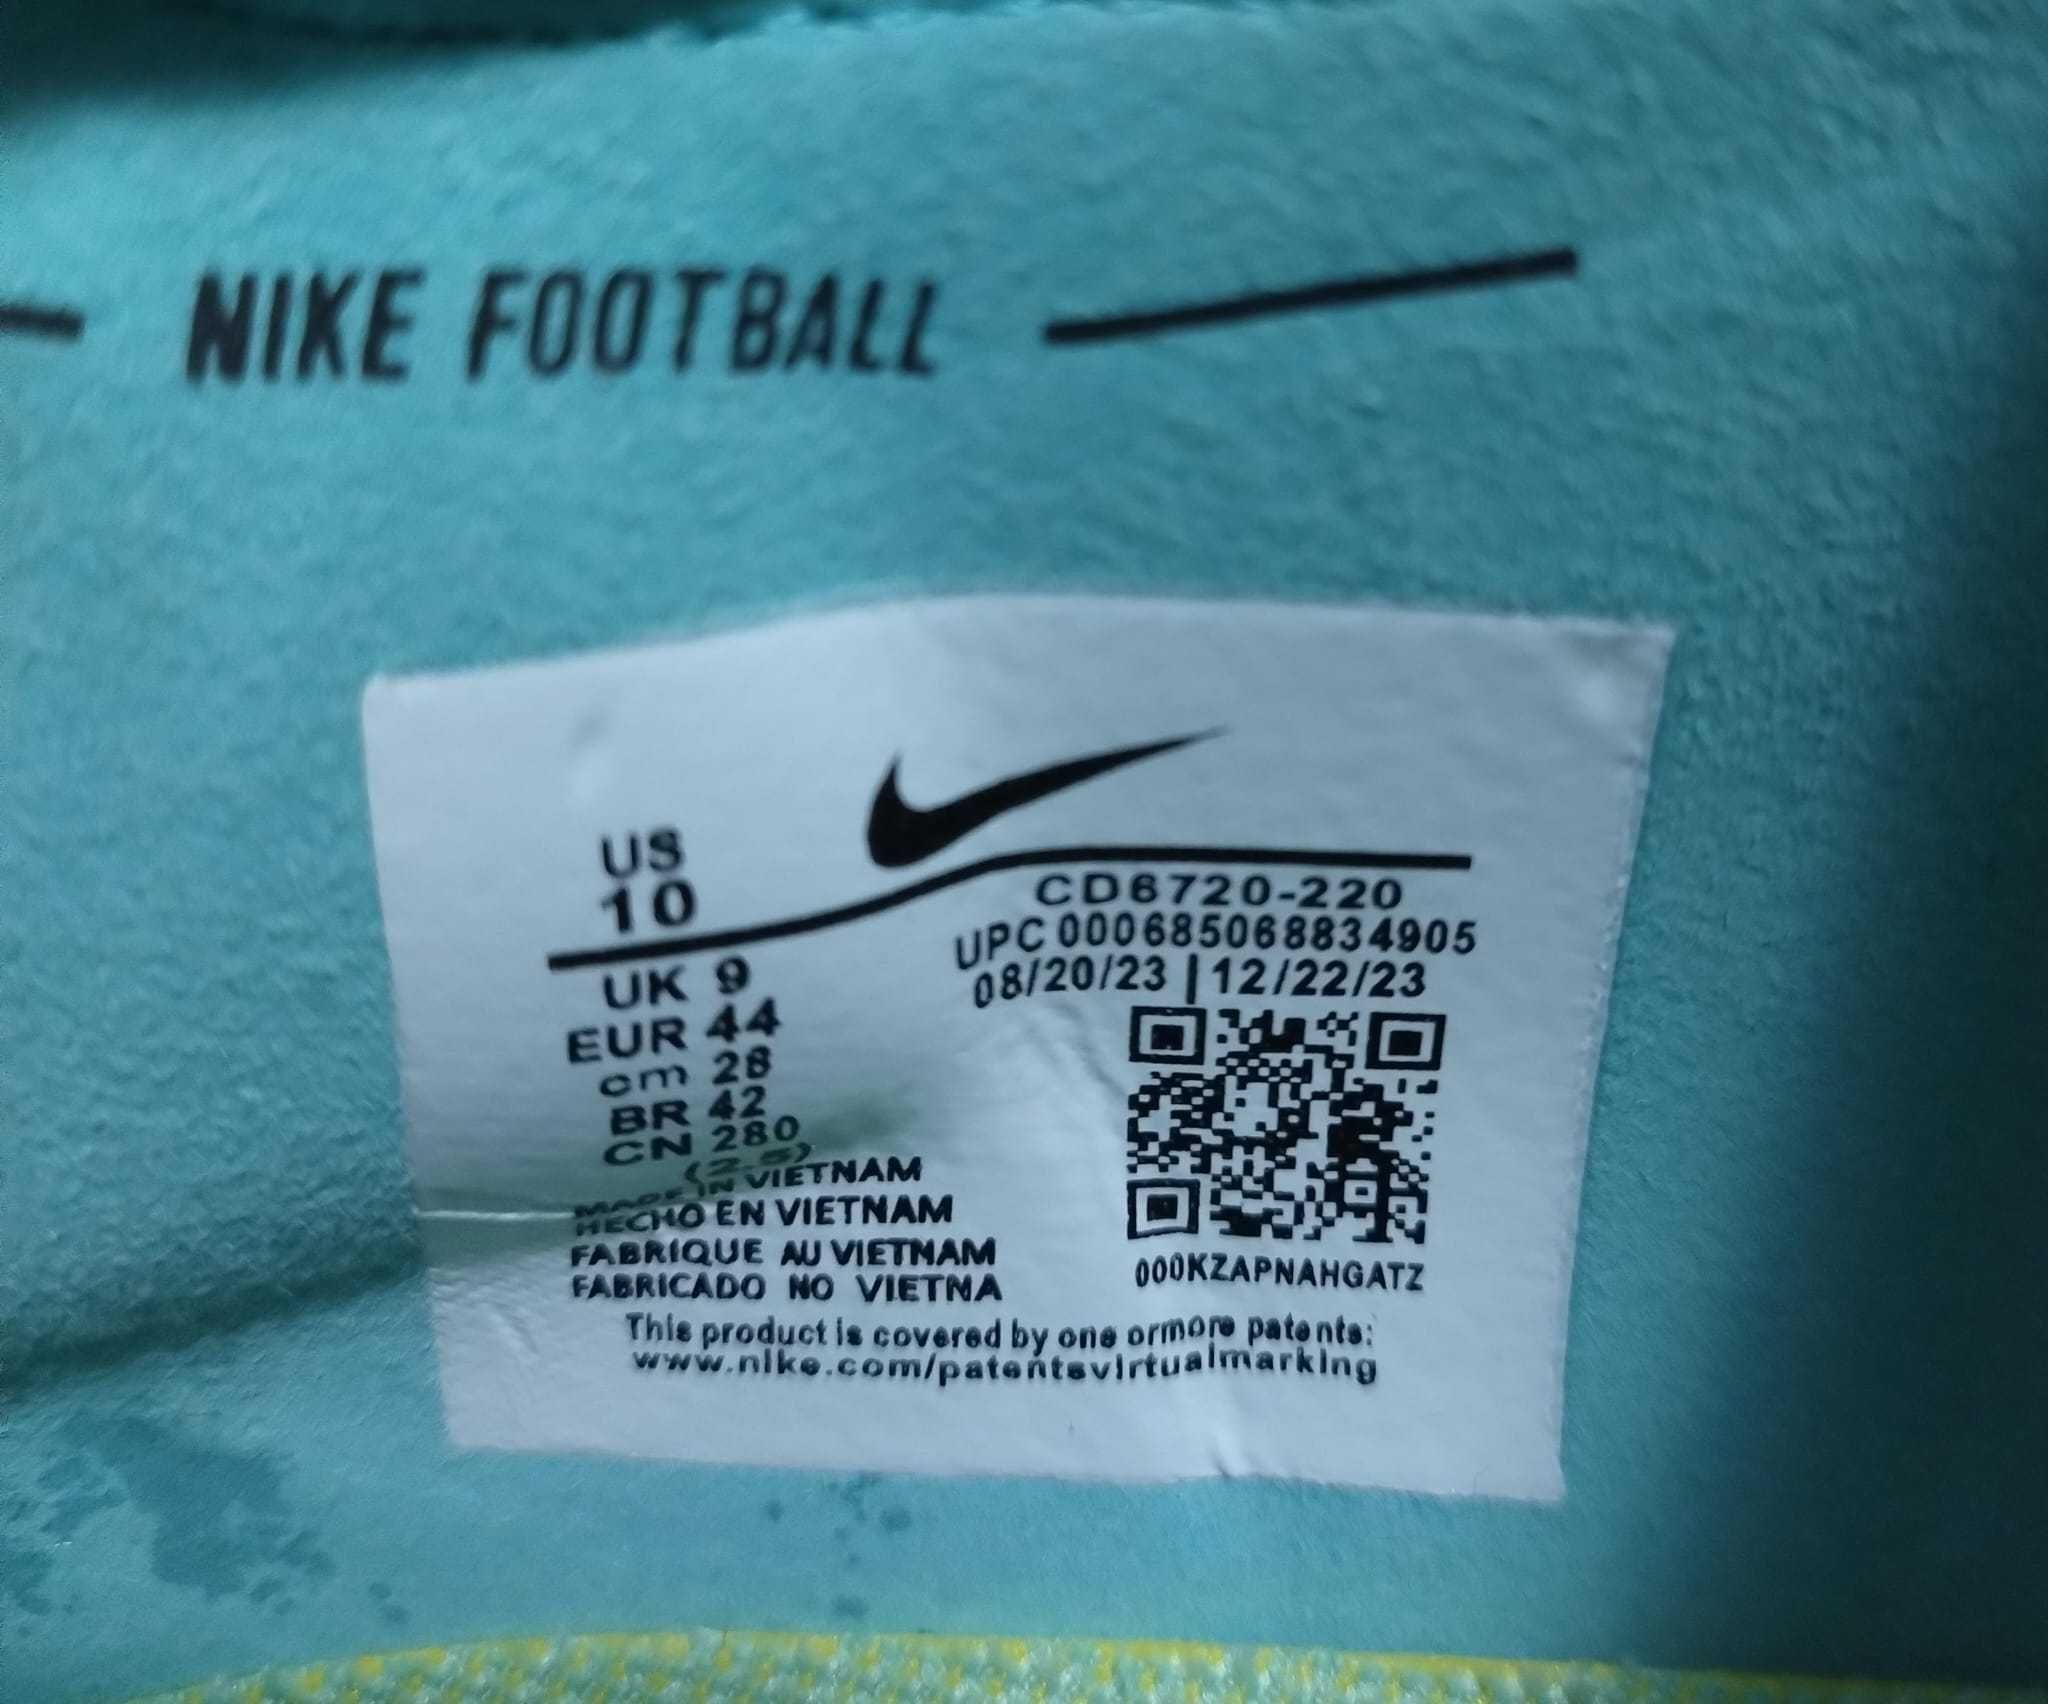 NIKE FOOTBALL
US
10
CD6720-220
UPC 000685068834905
08/20/23 | 12/22/23
UK 9
EUR 44
cm 28
BR 42
CN 280
(2.5)
MADE IN VIETNAM
HECHO EN VIETNAM
FABRIQUE AU VIETNAM
FABRICADO NO VIETNA
000KZAPNAHGATZ
This product is covered by one ormore patents:
www.nike.com/patentsvirtualmarking